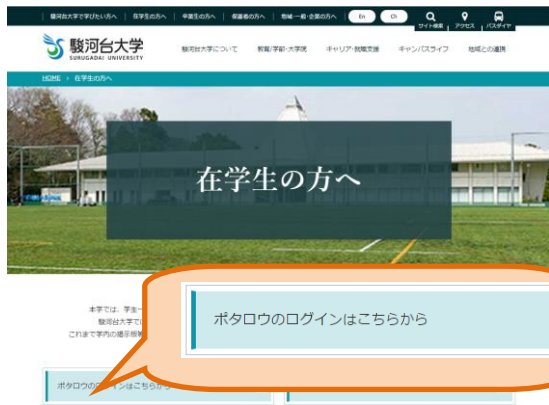 駿河台大学で学びたい方へ 在学生の方へ 卒業生の方へ 保護者の方へ 地域・一般・企業の方へ En Ch サイト検索 アクセス バスダイヤ
駿河台大学
SURUGADAI UNIVERSITY
駿河台大学について 教育/学部・大学院 キャリア・就職支援 キャンパスライフ 地域との連携
HOME > 在学生の方へ
在学生の方へ
本学では、学生
駿河台大学で
これまで学内の掲示板
ポタロウのログインはこちらから
ポタロウのログインはこちらから